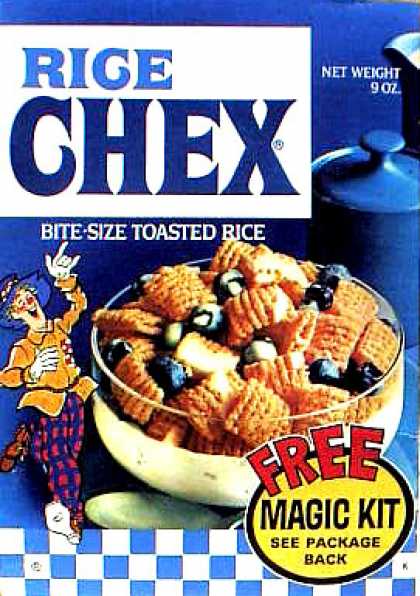 RICE
CHEX®
NET WEIGHT
9 OZ.
BITE-SIZE TOASTED RICE
FREE
MAGIC KIT
SEE PACKAGE
BACK
K